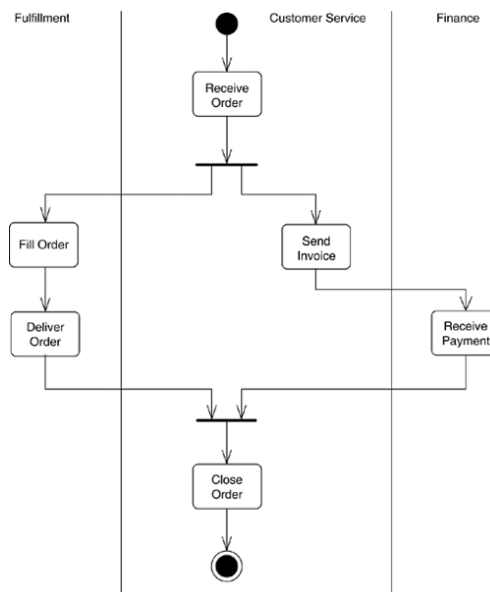 Fulfillment
Customer Service
Finance
Receive
Order
Fill Order
Send
Invoice
Deliver
Order
Receive
Payment
Close
Order